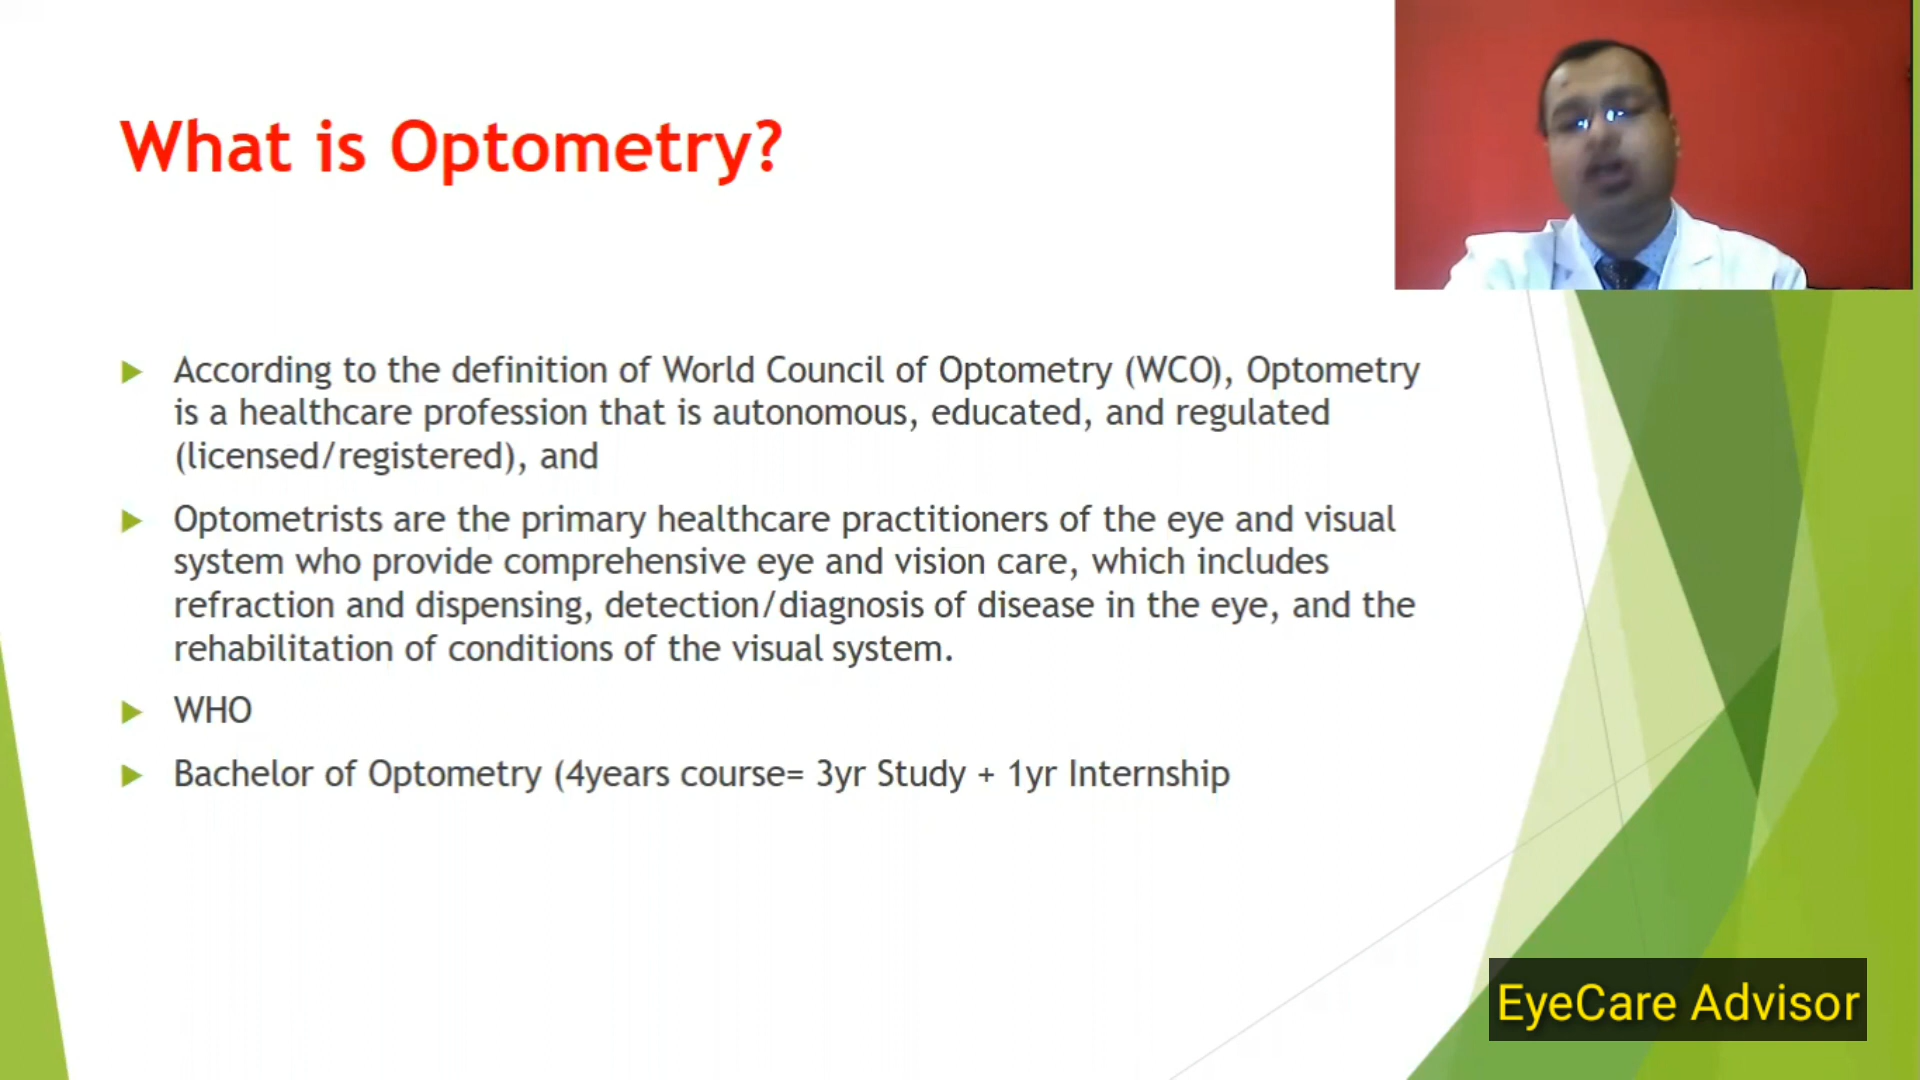 What is Optometry?
According to the definition of World Council of Optometry (WCO), Optometry
is a healthcare profession that is autonomous, educated, and regulated
(licensed/registered), and
Optometrists are the primary healthcare practitioners of the eye and visual
system who provide comprehensive eye and vision care, which includes
refraction and dispensing, detection/diagnosis of disease in the eye, and the
rehabilitation of conditions of the visual system.
WHO
Bachelor of Optometry (4years course= 3yr Study + 1yr Internship
EyeCare Advisor